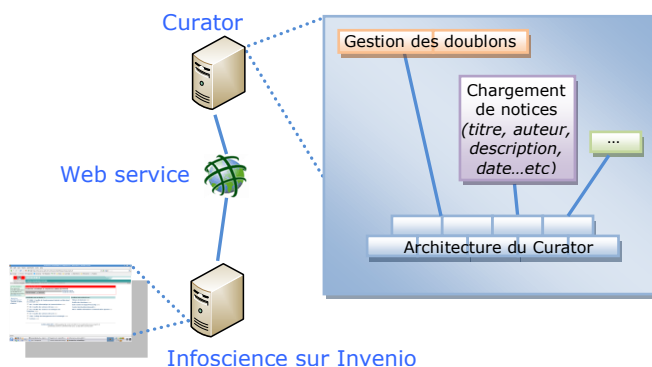 Curator
Gestion des doublons
Chargement
de notices
(titre, auteur,
description,
date…etc)
...
Web service
Architecture du Curator
Infoscience sur Invenio